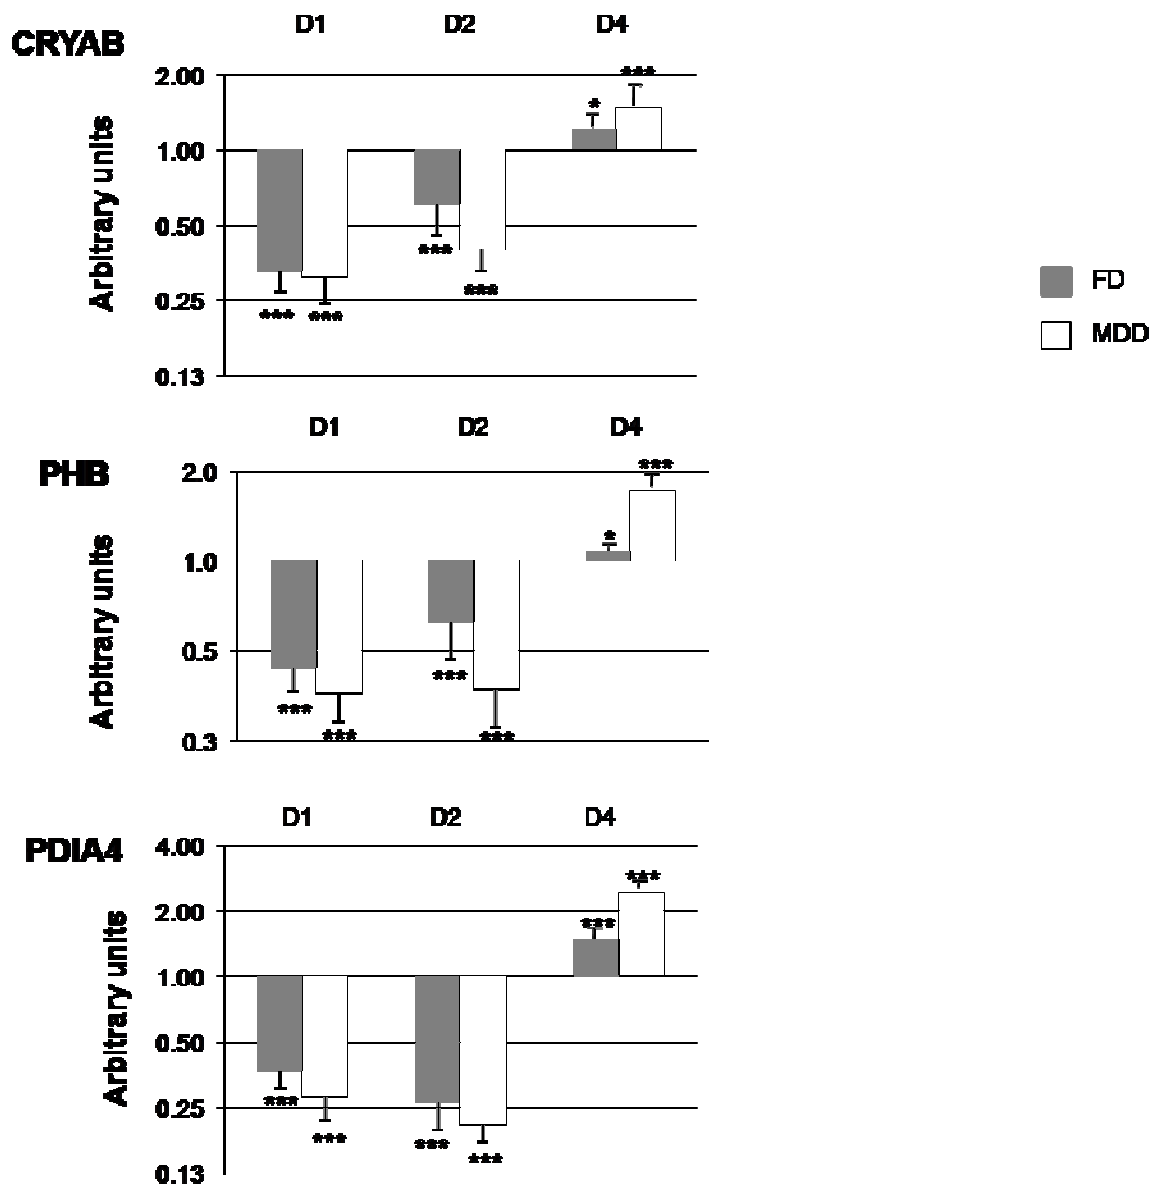 D1 D2 D4
CRYAB
2.00
***
*
1.00
Arbitrary units
0.50
***
***
0.25
*** ***
0.13
FD
MDD
D1 D2 D4
PHB
2.0
***
*
1.0
Arbitrary units
0.5
***
***
*** ***
0.3
D1 D2 D4
PDIA4
4.00
***
***
2.00
1.00
Arbitrary units
0.50
***
0.25
*** *** ***
0.13